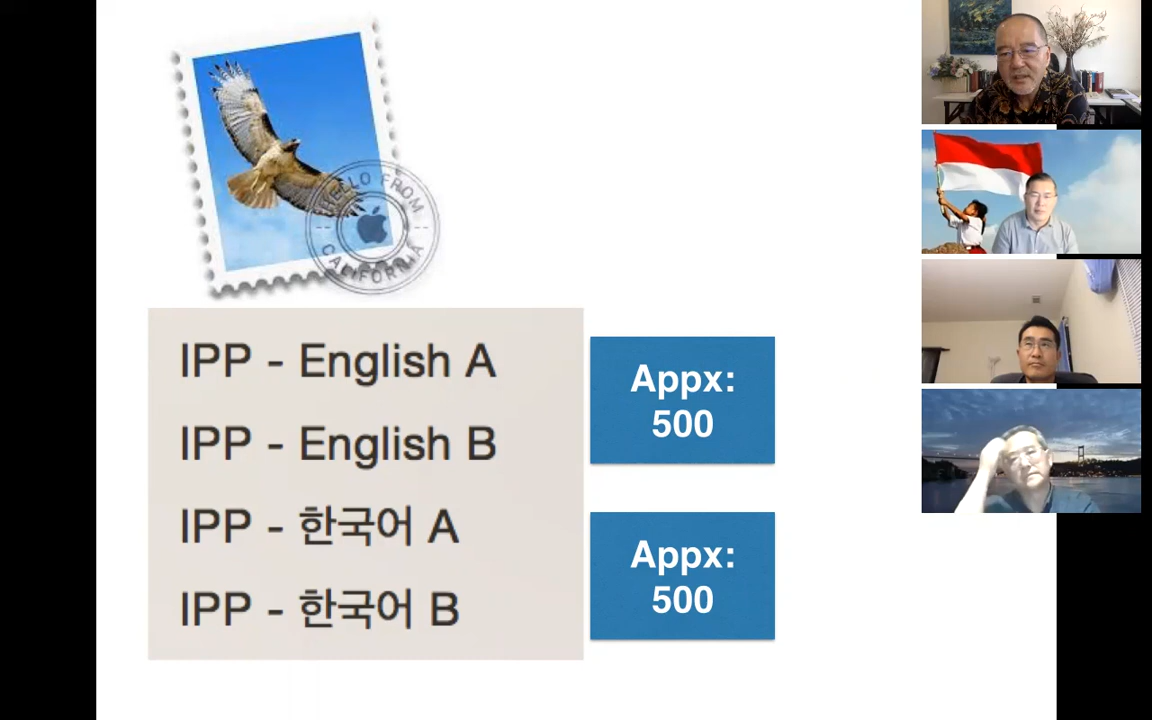 HELLO FROM
CALIFORNIA
IPP - English A
IPP - English B
IPP - 한국어 A
IPP - 한국어 B
Appx:
500
Appx:
500